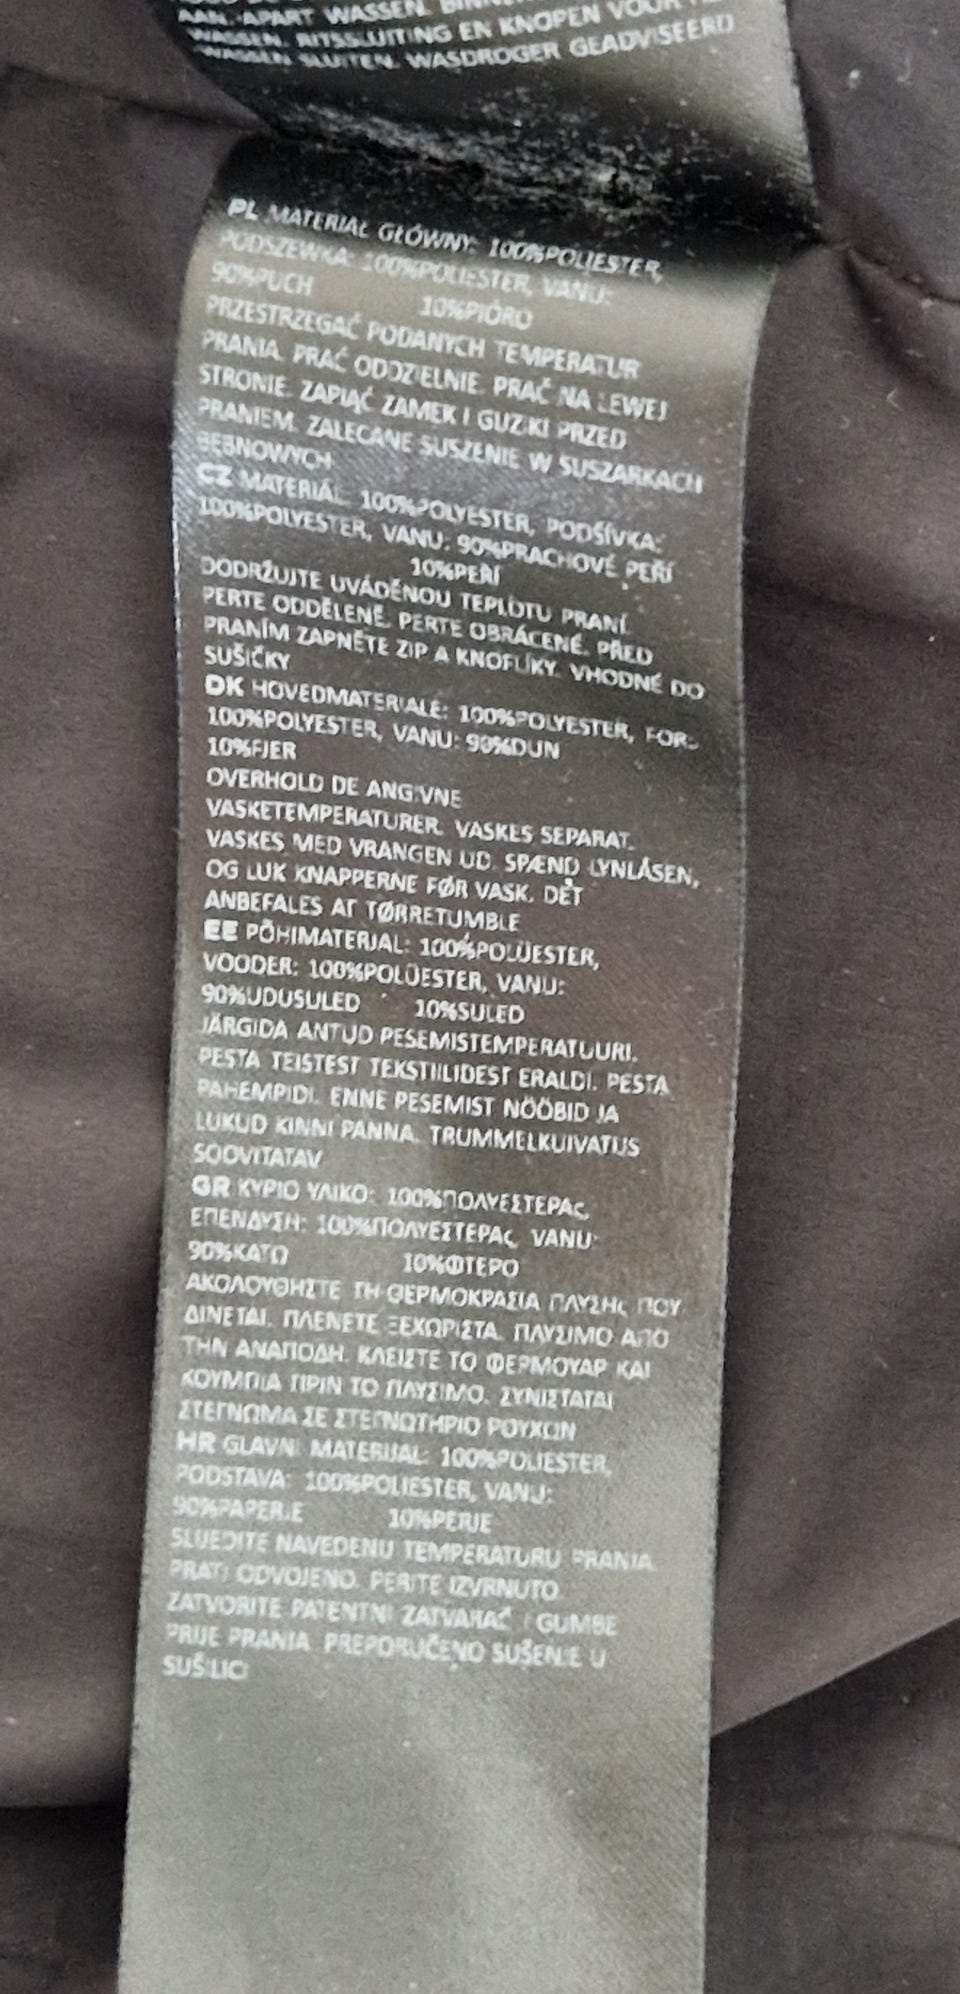 AAN. APART WASSEN.
WASSEN. RITSSLUITING EN KNOPEN VOOR
WASSEN SLUITEN. WASDROGER GEADVISEERD
PL MATERIAŁ GŁÓWNY: 100%POLIESTER,
PODSZEWKA: 100%POLIESTER, VANU:
90%PUCH 10%PIÓRO
PRZESTRZEGAĆ PODANYCH TEMPERATUR
PRANIA. PRAĆ ODDZIELNIE. PRAĆ NA LEWEJ
STRONIE. ZAPIĄĆ ZAMEK I GUZIKI PRZED
PRANIEM. ZALECANE SUSZENIE W SUSZARKACH
BĘBNOWYCH
CZ MATERIÁL: 100%POLYESTER, PODŠÍVKA:
100%POLYESTER, VANU: 90%PRACHOVÉ PEŘÍ
10%PEŘÍ
DODRŽUJTE UVÁDĚNOU TEPLOTU PRANÍ.
PERTE ODDĚLENĚ. PERTE OBRÁCENĚ. PŘED
PRANÍM ZAPNĚTE ZIP A KNOFLÍKY. VHODNÉ DO
SUŠIČKY
DK HOVEDMATERIALE: 100%POLYESTER, FOR:
100%POLYESTER, VANU: 90%DUN
10%FJER
OVERHOLD DE ANGIVNE
VASKETEMPERATURER. VASKES SEPARAT.
VASKES MED VRANGEN UD. SPÆND LYNLÅSEN,
OG LUK KNAPPERNE FØR VASK. DET
ANBEFALES AT TØRRETUMBLE
EE PÕHIMATERJAL: 100%POLÜESTER,
VOODER: 100%POLÜESTER, VANU:
90%UDUSULED 10%SULED
JÄRGIDA ANTUD PESEMISTEMPERATUURI.
PESTA TEISTEST TEKSTIILIDEST ERALDI. PESTA
PAHEMPIDI. ENNE PESEMIST NÖÖBID JA
LUKUD KINNI PANNA. TRUMMELKUIVATUS
SOOVITATAV
GR ΚΥΡΙΟ ΥΛΙΚΟ: 100%ΠΟΛΥΕΣΤΕΡΑς,
ΕΠΕΝΔΥΣΗ: 100%ΠΟΛΥΕΣΤΕΡΑς, VANU:
90%ΚΑΤΩ 10%ΦΤΕΡΟ
ΑΚΟΛΟΥΘΗΣΤΕ ΤΗ ΘΕΡΜΟΚΡΑΣΙΑ ΠΛΥΣΗς ΠΟΥ
ΔΙΝΕΤΑΙ. ΠΛΕΝΕΤΕ ΞΕΧΩΡΙΣΤΑ. ΠΛΥΣΙΜΟ ΑΠΟ
ΤΗΝ ΑΝΑΠΟΔΗ. ΚΛΕΙΣΤΕ ΤΟ ΦΕΡΜΟΥΑΡ ΚΑΙ
ΚΟΥΜΠΙΑ ΠΡΙΝ ΤΟ ΠΛΥΣΙΜΟ. ΣΥΝΙΣΤΑΤΑΙ
ΣΤΕΓΝΩΜΑ ΣΕ ΣΤΕΓΝΩΤΗΡΙΟ ΡΟΥΧΩΝ
HR GLAVNI MATERIJAL: 100%POLIESTER,
PODSTAVA: 100%POLIESTER, VANU:
90%PAPERJE 10%PERJE
SLIJEDITE NAVEDENU TEMPERATURU PRANJA.
PRATI ODVOJENO. PERITE IZVRNUTO.
ZATVORITE PATENTNI ZATVARAČ I GUMBE
PRIJE PRANJA. PREPORUČENO SUŠENJE U
SUŠILICI